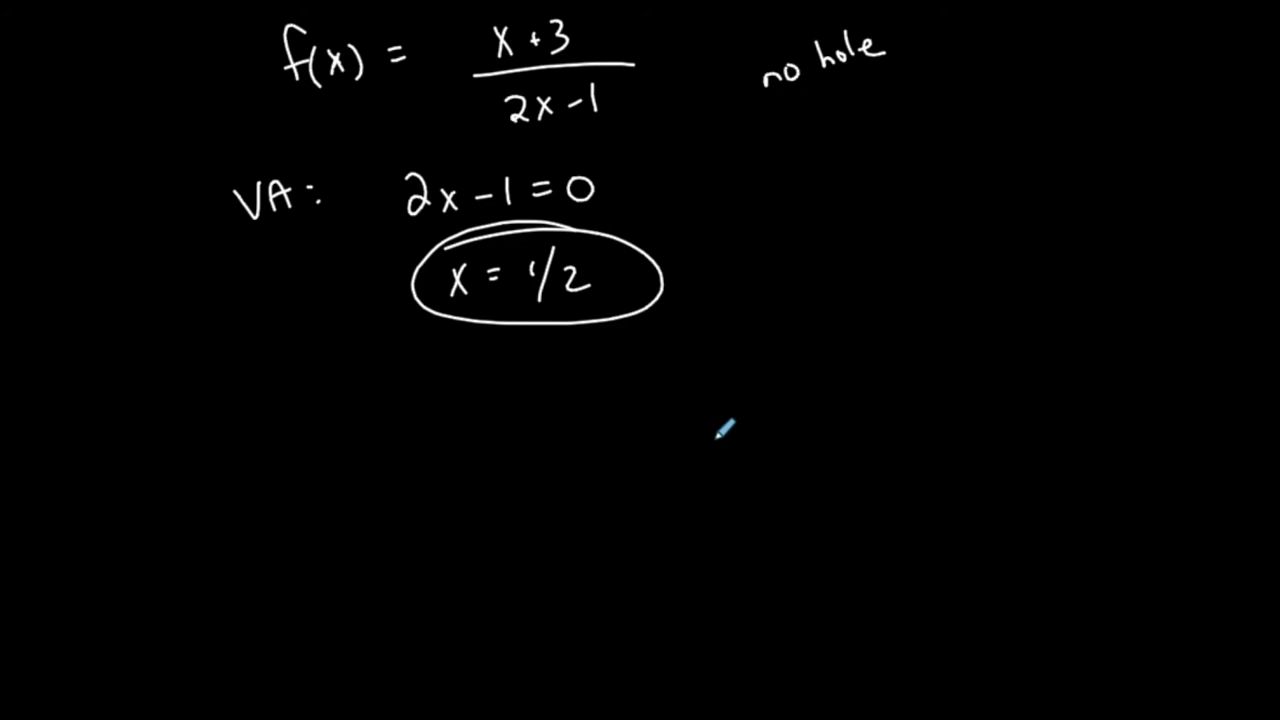 f(x) = x + 3 / 2x - 1 no hole
VA: 2x - 1 = 0
x = 1/2